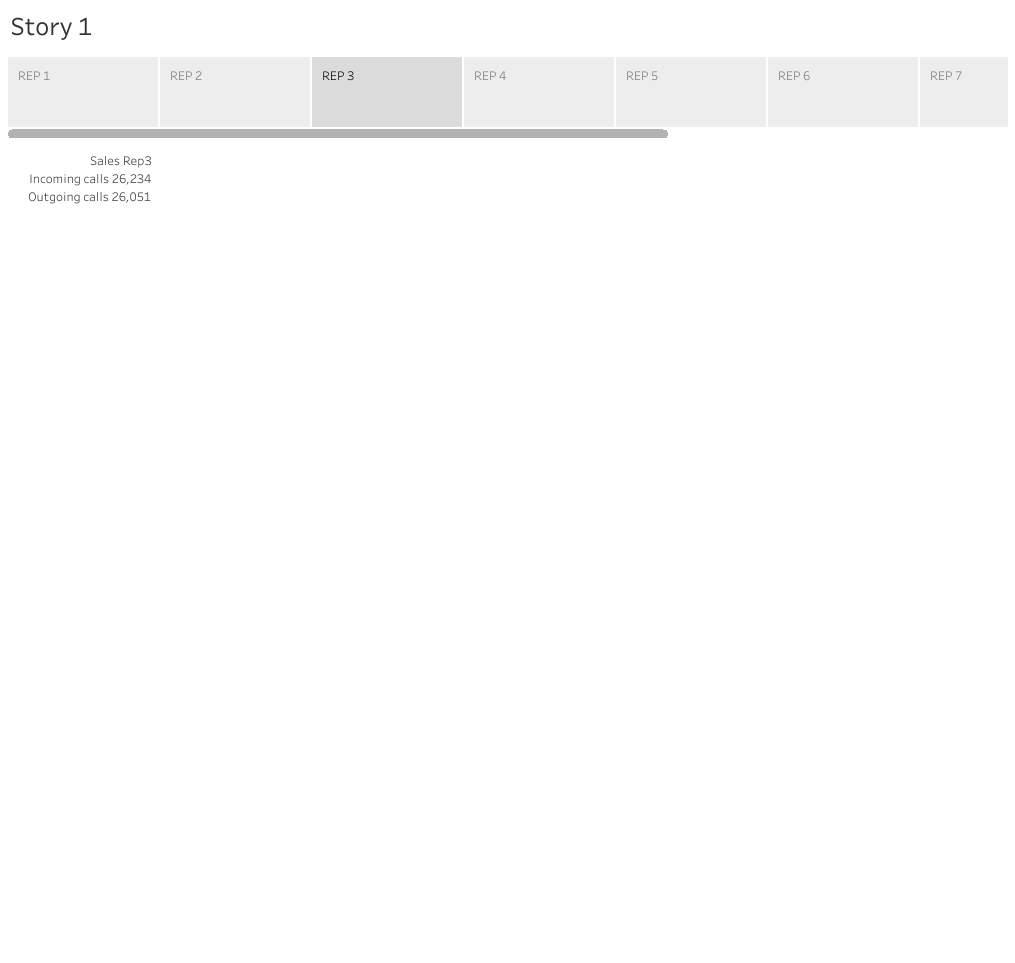 Story 1
REP 1 REP 2 REP 3 REP 4 REP 5 REP 6 REP 7
Sales Rep3
Incoming calls 26,234
Outgoing calls 26,051